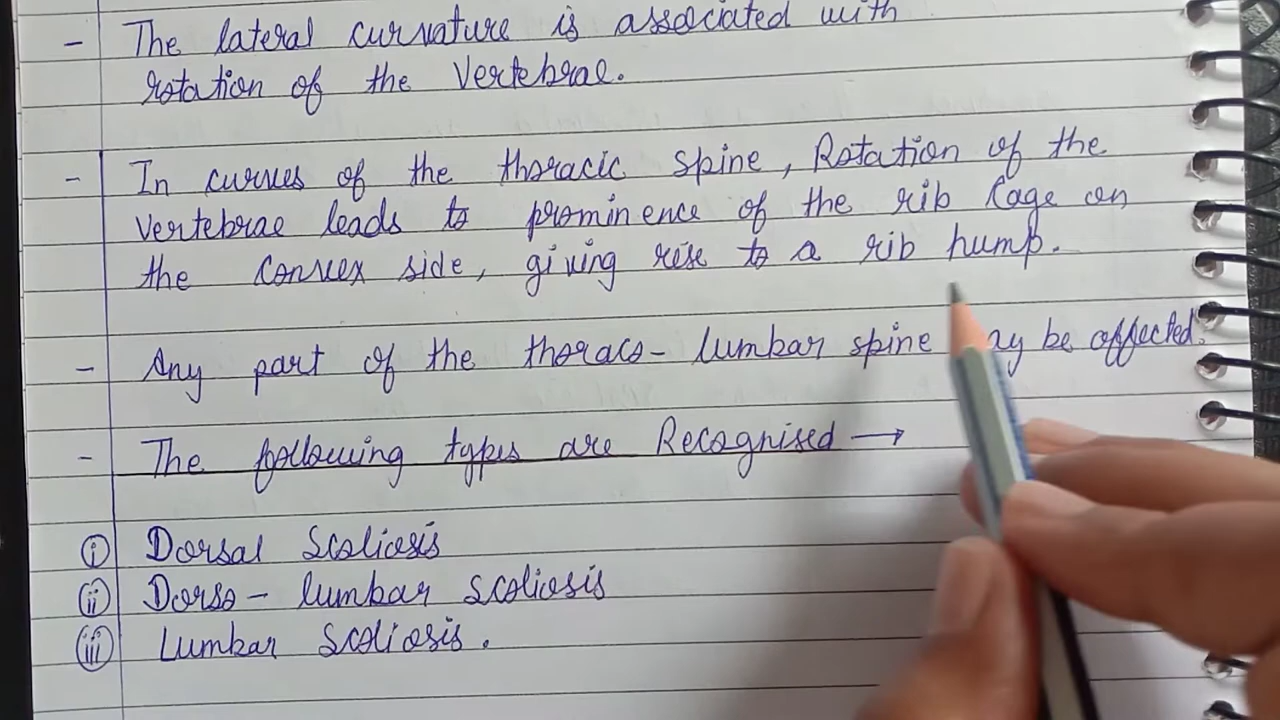 - The lateral curvature is associated with
rotation of the Vertebrae.
- In curves of the thoracic spine, Rotation of the
vertebrae leads to prominence of the rib cage on
the convex side, giving rise to a rib hump.
- Any part of the thoraco- lumbar spine ay be affected.
- The following types are Recognised →
(i) Dorsal Scoliosis
(ii) Dorso - lumbar scoliosis
(iii) Lumbar Scoliosis.